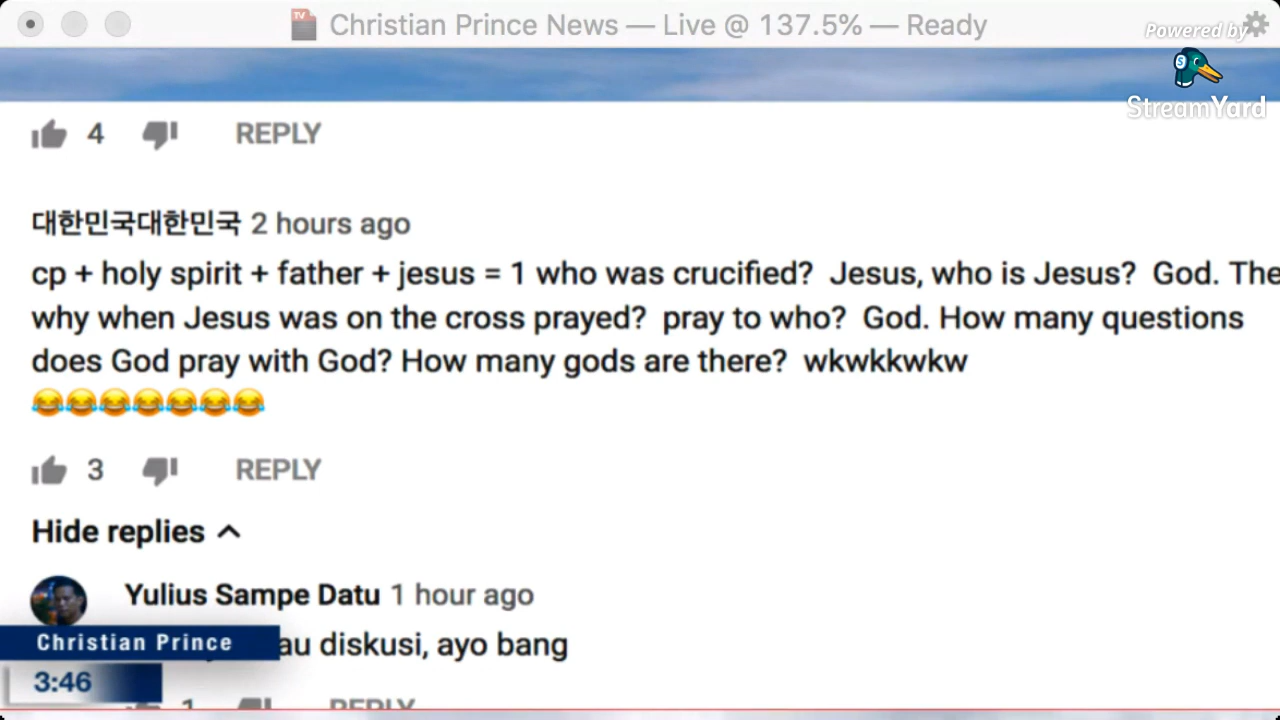 Christian Prince News — Live @ 137.5% — Ready
Powered by
StreamYard
4 REPLY
대한민국대한민국 2 hours ago
cp + holy spirit + father + jesus = 1 who was crucified? Jesus, who is Jesus? God. The
why when Jesus was on the cross prayed? pray to who? God. How many questions
does God pray with God? How many gods are there? wkwkkwkw
😂😂😂😂😂😂😂
3 REPLY
Hide replies
Yulius Sampe Datu 1 hour ago
au diskusi, ayo bang
Christian Prince
3:46
1 REPLY